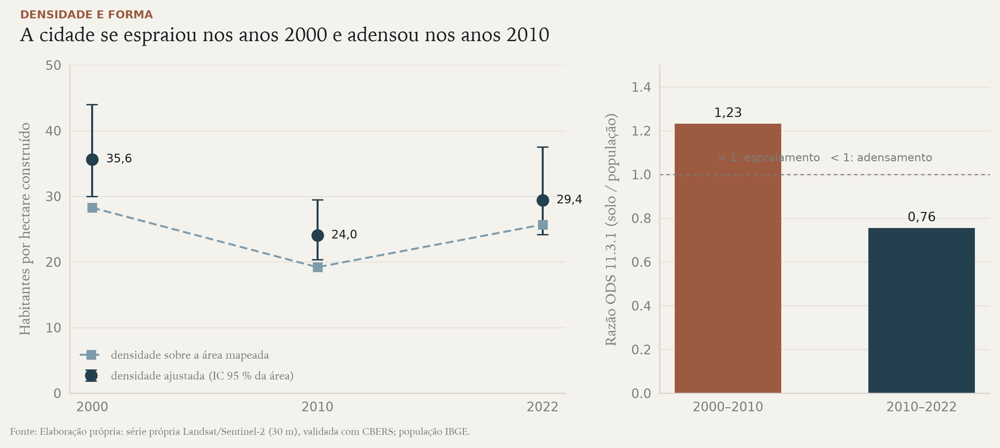 DENSIDADE E FORMA
A cidade se espraiou nos anos 2000 e adensou nos anos 2010
Habitantes por hectare construído
50
40
30
20
10
0
35,6
24,0
29,4
densidade sobre a área mapeada
densidade ajustada (IC 95 % da área)
2000 2010 2022
Razão ODS 11.3.1 (solo / população)
1.4
1.2
1.0
0.8
0.6
0.4
0.2
0.0
1,23
> 1: espraiamento < 1: adensamento
0,76
2000–2010 2010–2022
Fonte: Elaboração própria: série própria Landsat/Sentinel-2 (30 m), validada com CBERS; população IBGE.